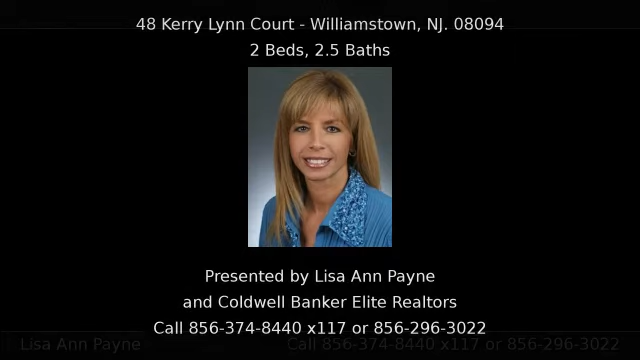 48 Kerry Lynn Court - Williamstown, NJ. 08094
2 Beds, 2.5 Baths
Presented by Lisa Ann Payne
and Coldwell Banker Elite Realtors
Call 856-374-8440 x117 or 856-296-3022
Lisa Ann Payne
Call 856-374-8440 x117 or 856-296-3022